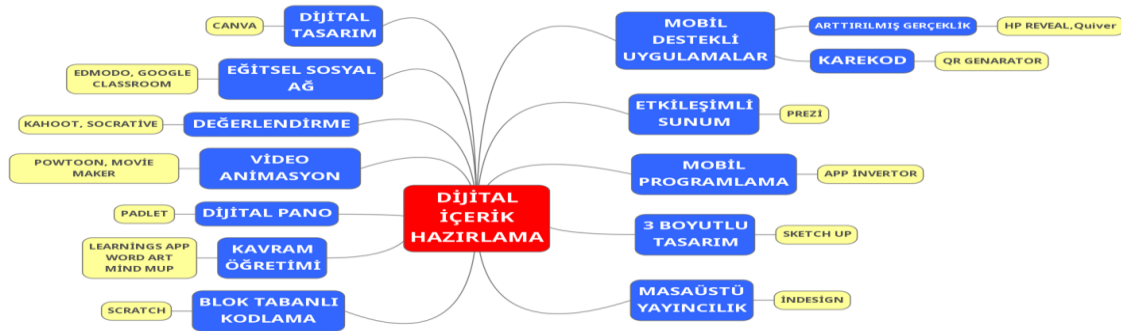 DİJİTAL
İÇERİK
HAZIRLAMA
DİJİTAL
TASARIM
CANVA
EĞİTSEL SOSYAL
AĞ
EDMODO, GOOGLE
CLASSROOM
DEĞERLENDİRME
KAHOOT, SOCRATİVE
VİDEO
ANİMASYON
POWTOON, MOVİE
MAKER
DİJİTAL PANO
PADLET
KAVRAM
ÖĞRETİMİ
LEARNİNGS APP
WORD ART
MİND MUP
BLOK TABANLI
KODLAMA
SCRATCH
MOBİL
DESTEKLİ
UYGULAMALAR
ARTTIRILMIŞ GERÇEKLİK
HP REVEAL,Quiver
KAREKOD
QR GENARATOR
ETKİLEŞİMLİ
SUNUM
PREZİ
MOBİL
PROGRAMLAMA
APP İNVERTOR
3 BOYUTLU
TASARIM
SKETCH UP
MASAÜSTÜ
YAYINCILIK
İNDESİGN